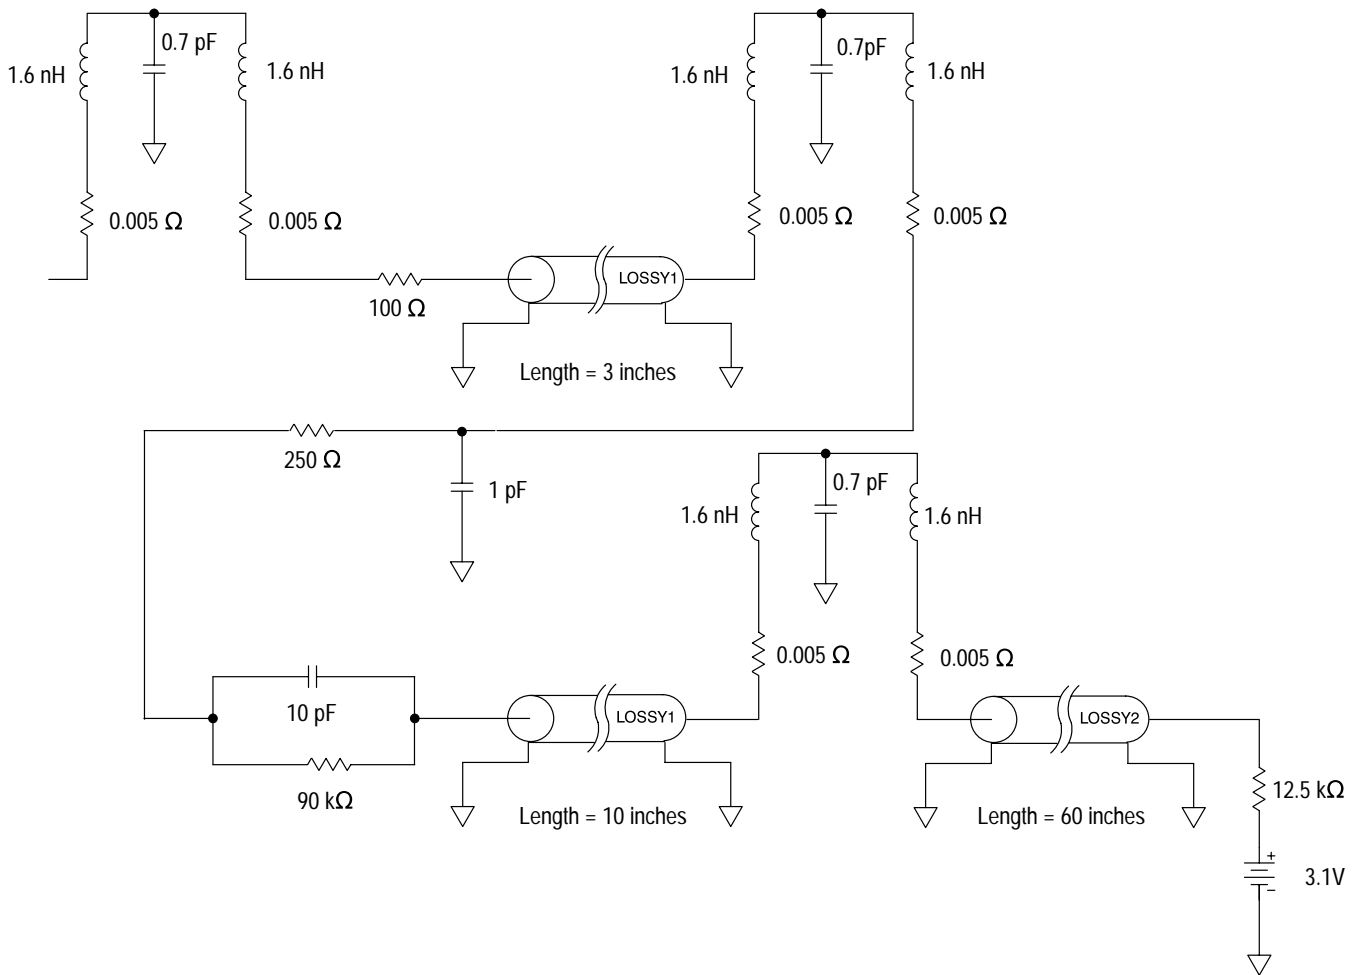 0.7 pF
1.6 nH
1.6 nH
0.005 Ω
0.005 Ω
0.7pF
1.6 nH
1.6 nH
0.005 Ω
0.005 Ω
100 Ω
LOSSY1
Length = 3 inches
250 Ω
1 pF
0.7 pF
1.6 nH
1.6 nH
0.005 Ω
0.005 Ω
10 pF
90 kΩ
LOSSY1
Length = 10 inches
LOSSY2
Length = 60 inches
12.5 kΩ
+
−
3.1V